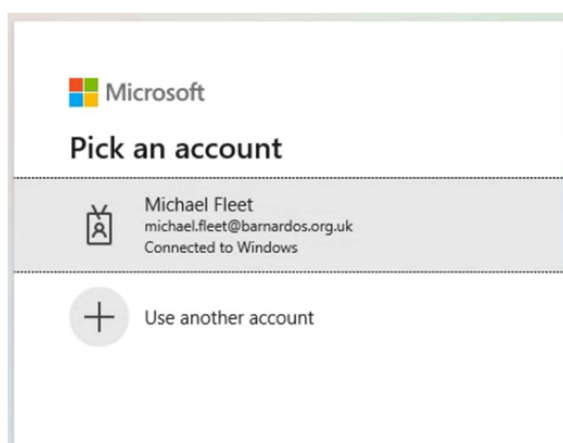 Microsoft
Pick an account
Michael Fleet
michael.fleet@barnardos.org.uk
Connected to Windows
Use another account